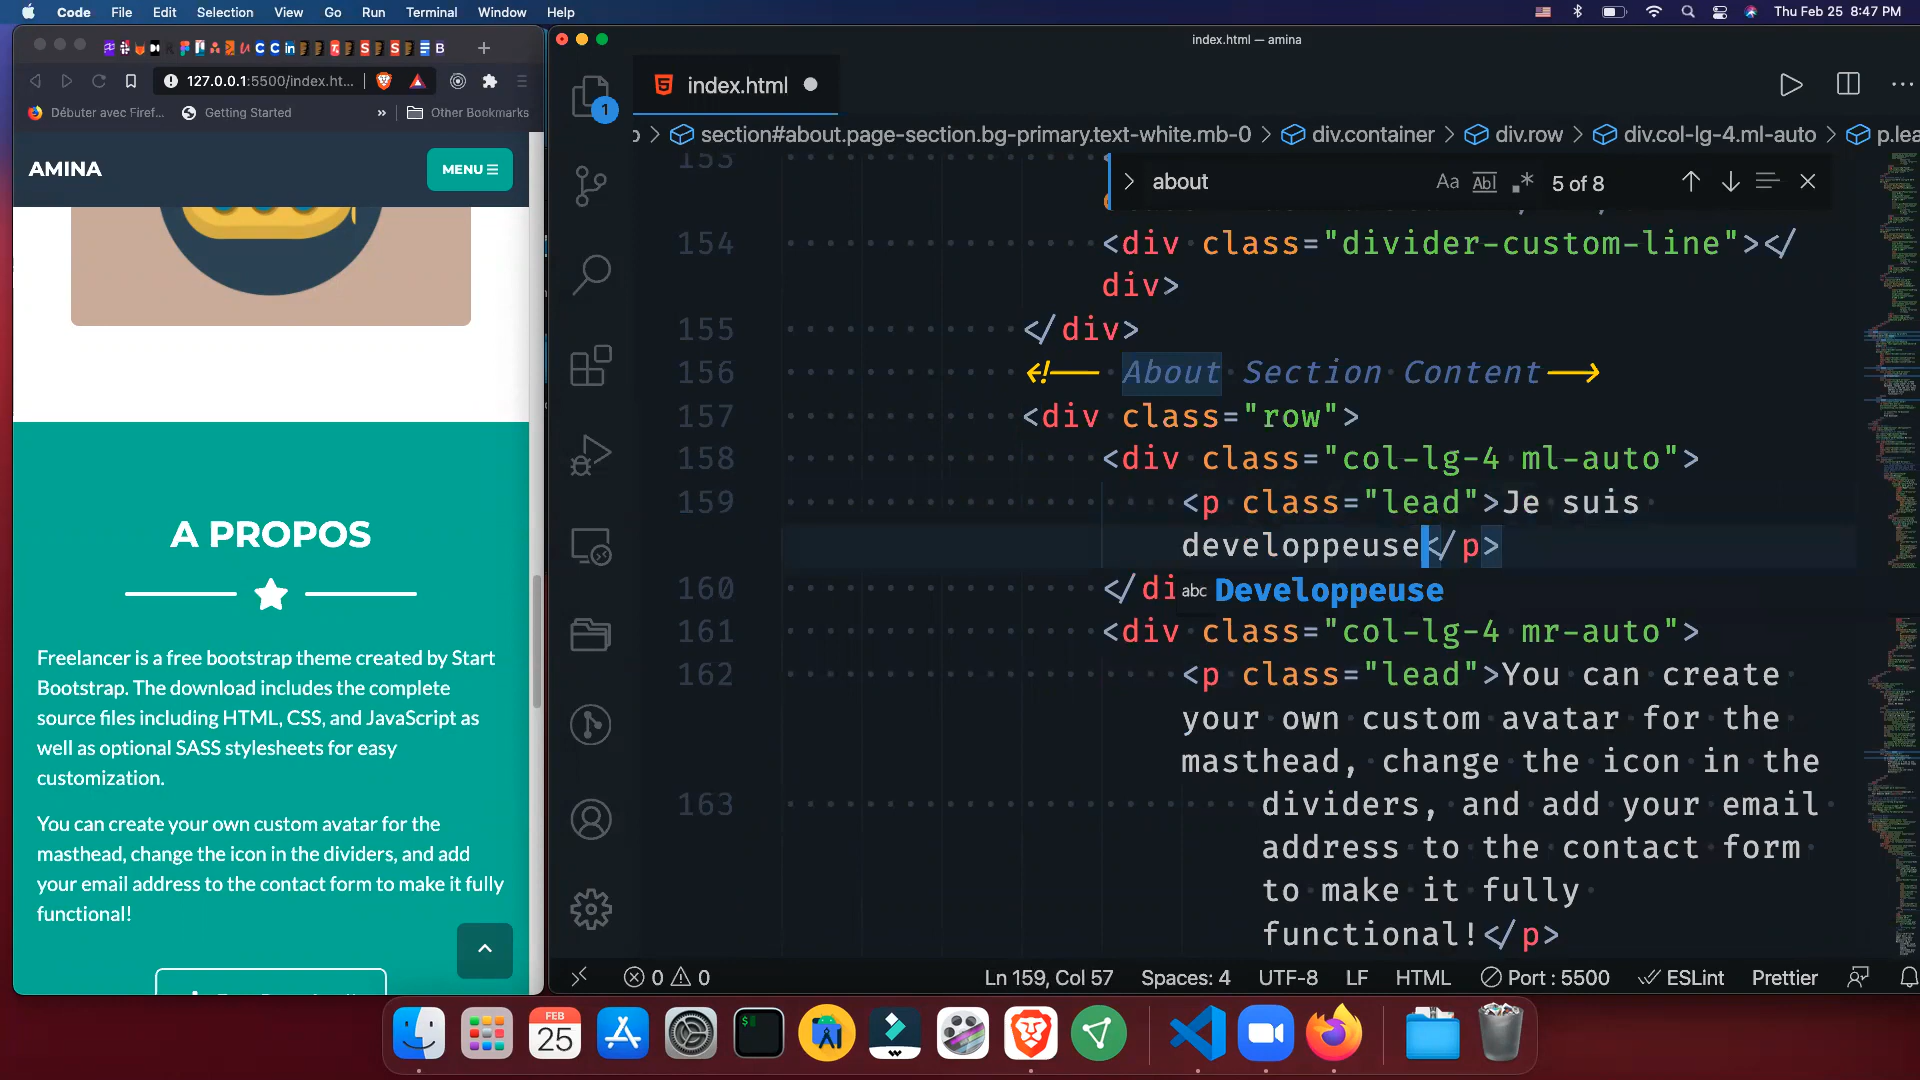 Code File Edit Selection View Go Run Terminal Window Help
Thu Feb 25 8:47 PM
127.0.0.1:5500/index.ht...
Débuter avec Firef...
Getting Started
»
Other Bookmarks
AMINA
MENU
A PROPOS
Freelancer is a free bootstrap theme created by Start
Bootstrap. The download includes the complete
source files including HTML, CSS, and JavaScript as
well as optional SASS stylesheets for easy
customization.
You can create your own custom avatar for the
masthead, change the icon in the dividers, and add
your email address to the contact form to make it fully
functional!
index.html — amina
1
index.html
section#about.page-section.bg-primary.text-white.mb-0 > div.container > div.row > div.col-lg-4.ml-auto > p.lea
about
Aa Abl .* 5 of 8
153
154 <div class="divider-custom-line"></
div>
155 </div>
156 <!-- About Section Content-->
157 <div class="row">
158 <div class="col-lg-4 ml-auto">
159 <p class="lead">Je suis
developpeuse</p>
160 </di
abc Developpeuse
161 <div class="col-lg-4 mr-auto">
162 <p class="lead">You can create
your own custom avatar for the
masthead, change the icon in the
163 dividers, and add your email
address to the contact form
to make it fully
functional!</p>
0 0
Ln 159, Col 57 Spaces: 4 UTF-8 LF HTML Port : 5500 ESLint Prettier
FEB
25